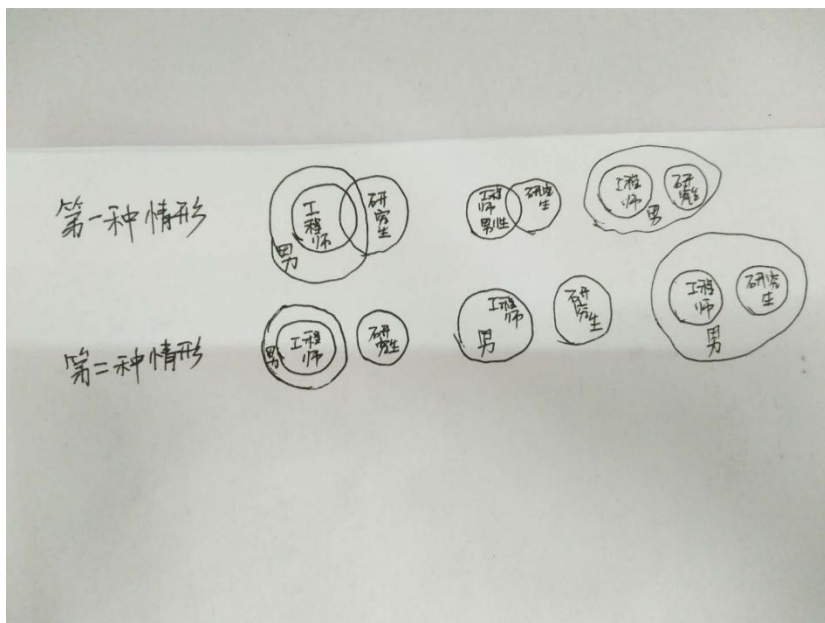 第一种情形
工程师
男
研究生
工程师
男性
研究生
工程师
研究生
男
第二种情形
男
工程师
研究生
工程师
男
研究生
工程师
研究生
男